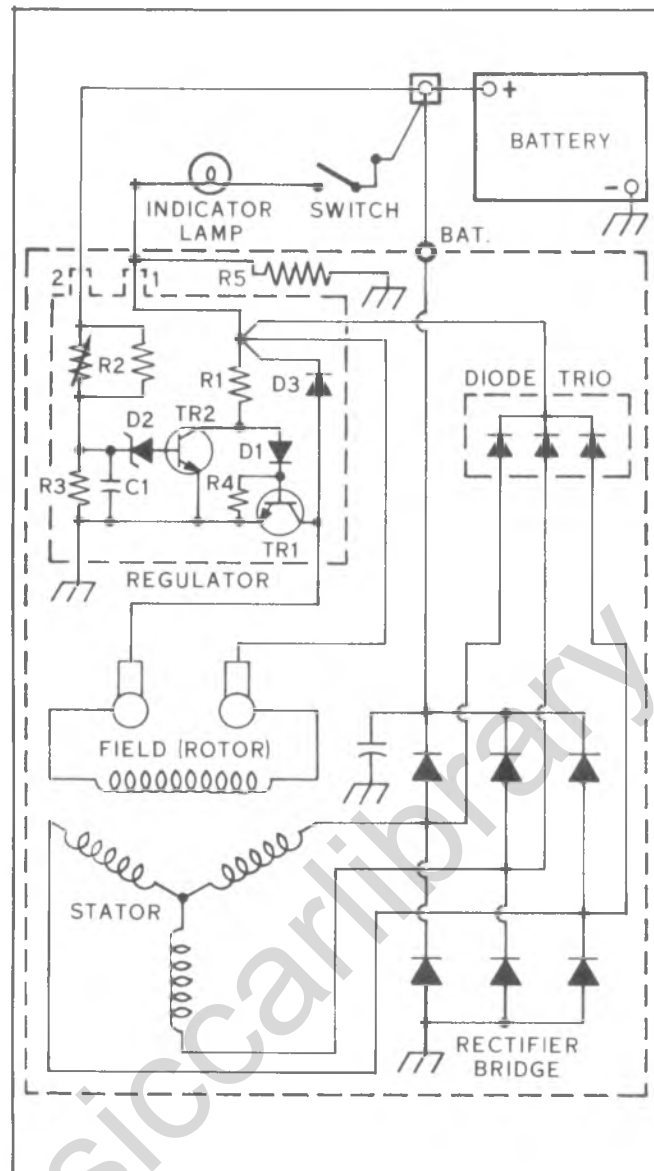 +
BATTERY
-
INDICATOR
LAMP
SWITCH
BAT.
2
1
R5
R2
R1
D3
DIODE TRIO
D2
TR2
D1
R3
C1
R4
TR1
REGULATOR
FIELD (ROTOR)
STATOR
RECTIFIER
BRIDGE
siccarlibrary